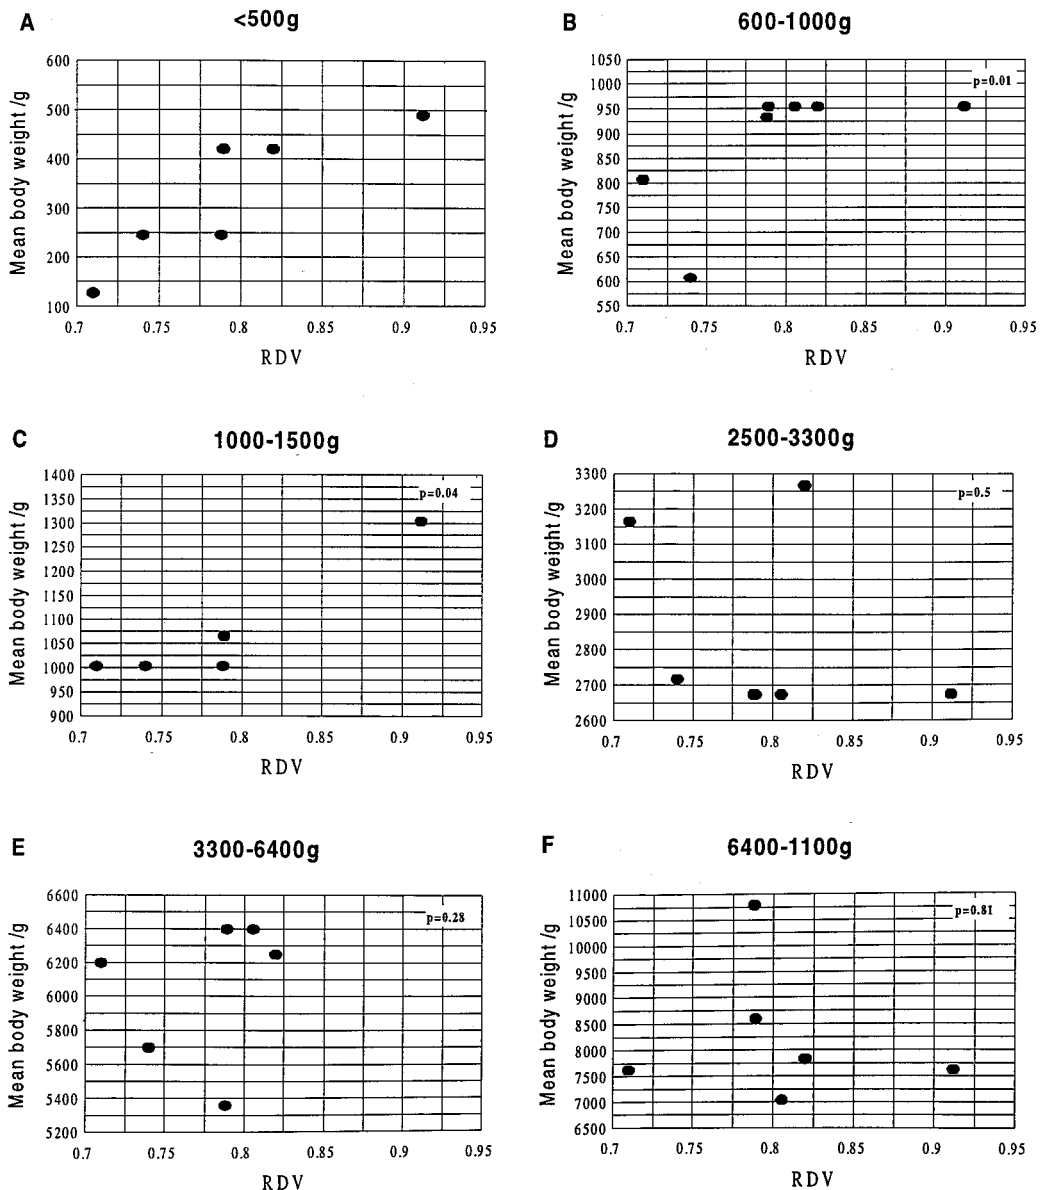 A
<500g
Mean body weight /g
600
500
400
300
200
100
0.7 0.75 0.8 0.85 0.9 0.95
RDV
B
600-1000g
Mean body weight /g
1050
1000
950
900
850
800
750
700
650
600
550
p=0.01
0.7 0.75 0.8 0.85 0.9 0.95
RDV
C
1000-1500g
Mean body weight /g
1400
1350
1300
1250
1200
1150
1100
1050
1000
950
900
p=0.04
0.7 0.75 0.8 0.85 0.9 0.95
RDV
D
2500-3300g
Mean body weight /g
3300
3200
3100
3000
2900
2800
2700
2600
p=0.5
0.7 0.75 0.8 0.85 0.9 0.95
RDV
E
3300-6400g
Mean body weight /g
6600
6400
6200
6000
5800
5600
5400
5200
p=0.28
0.7 0.75 0.8 0.85 0.9 0.95
RDV
F
6400-1100g
Mean body weight /g
11000
10500
10000
9500
9000
8500
8000
7500
7000
6500
p=0.81
0.7 0.75 0.8 0.85 0.9 0.95
RDV